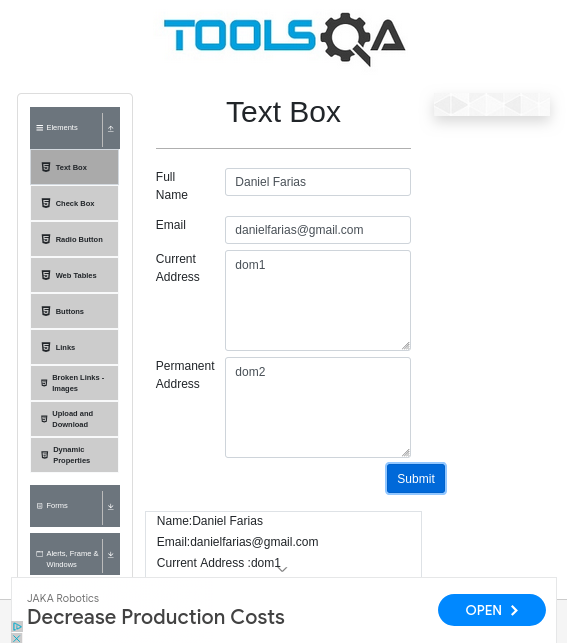 TOOLSQA
Elements
Text Box
Check Box
Radio Button
Web Tables
Buttons
Links
Broken Links -
Images
Upload and
Download
Dynamic
Properties
Forms
Alerts, Frame &
Windows
Text Box
Full
Name
Daniel Farias
Email
danielfarias@gmail.com
Current
Address
dom1
Permanent
Address
dom2
Submit
Name:Daniel Farias
Email:danielfarias@gmail.com
Current Address :dom1
JAKA Robotics
Decrease Production Costs
OPEN